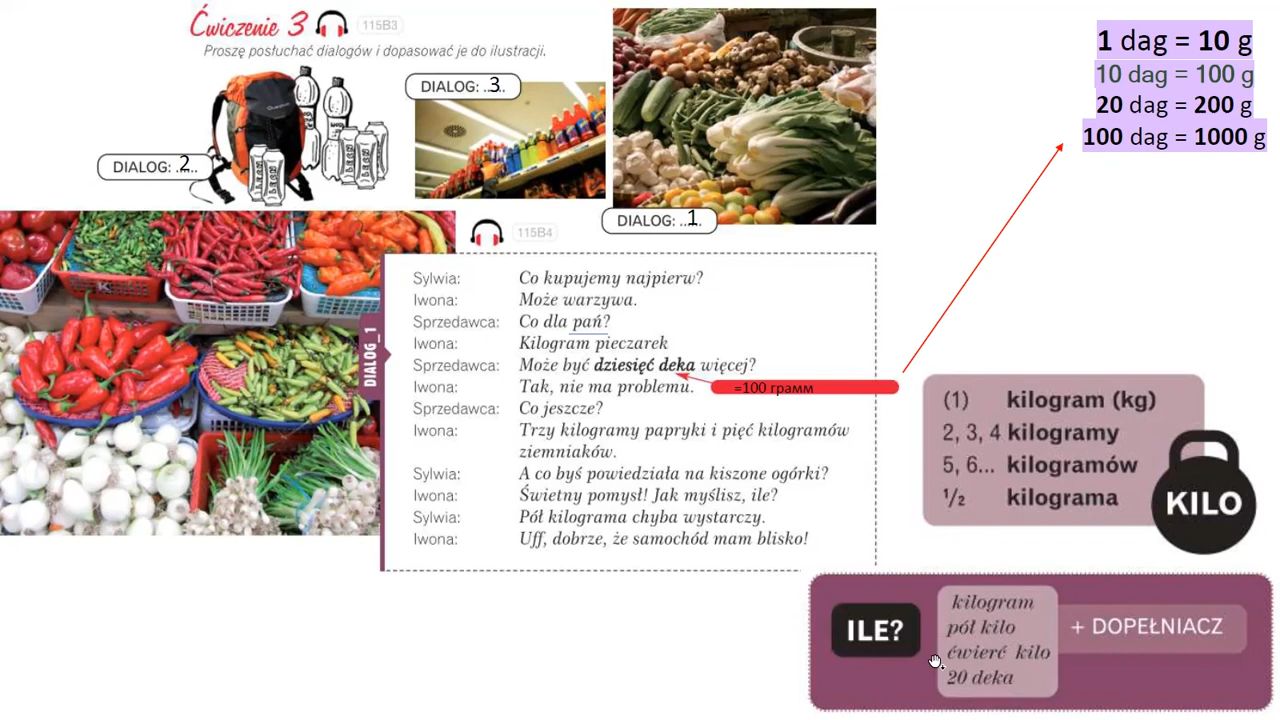 Ćwiczenie 3 115B3
Proszę posłuchać dialogów i dopasować je do ilustracji.
DIALOG: ..3..
DIALOG: ..2..
DIALOG: ...1.
1 dag = 10 g
10 dag = 100 g
20 dag = 200 g
100 dag = 1000 g
115B4
DIALOG_1
Sylwia: Co kupujemy najpierw?
Iwona: Może warzywa.
Sprzedawca: Co dla pań?
Iwona: Kilogram pieczarek
Sprzedawca: Może być dziesięć deka więcej?
Iwona: Tak, nie ma problemu.
=100 грамм
Sprzedawca: Co jeszcze?
Iwona: Trzy kilogramy papryki i pięć kilogramów
ziemniaków.
Sylwia: A co byś powiedziała na kiszone ogórki?
Iwona: Świetny pomysł! Jak myślisz, ile?
Sylwia: Pół kilograma chyba wystarczy.
Iwona: Uff, dobrze, że samochód mam blisko!
(1) kilogram (kg)
2, 3, 4 kilogramy
5, 6... kilogramów
½ kilograma
KILO
ILE?
kilogram
pół kilo
ćwierć kilo
20 deka
+ DOPEŁNIACZ